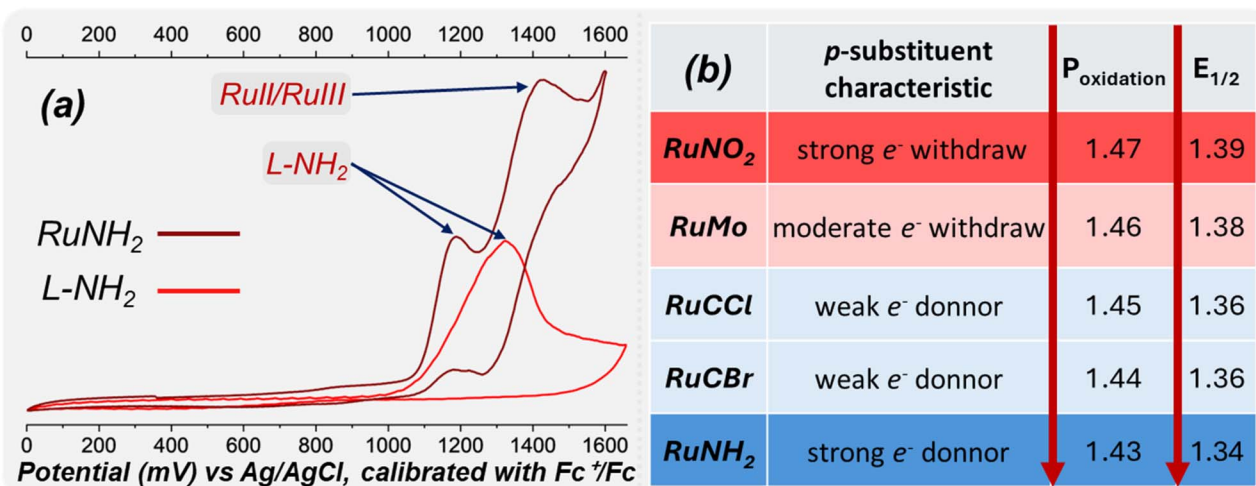 0 200 400 600 800 1000 1200 1400 1600
(a)
RuII/RuIII
L-NH₂
RuNH₂
L-NH₂
0 200 400 600 800 1000 1200 1400 1600
Potential (mV) vs Ag/AgCl, calibrated with Fc⁺/Fc
(b) p-substituent characteristic P oxidation E1/2
RuNO₂ strong e⁻ withdraw 1.47 1.39
RuMo moderate e⁻ withdraw 1.46 1.38
RuCCl weak e⁻ donnor 1.45 1.36
RuCBr weak e⁻ donnor 1.44 1.36
RuNH₂ strong e⁻ donnor 1.43 1.34